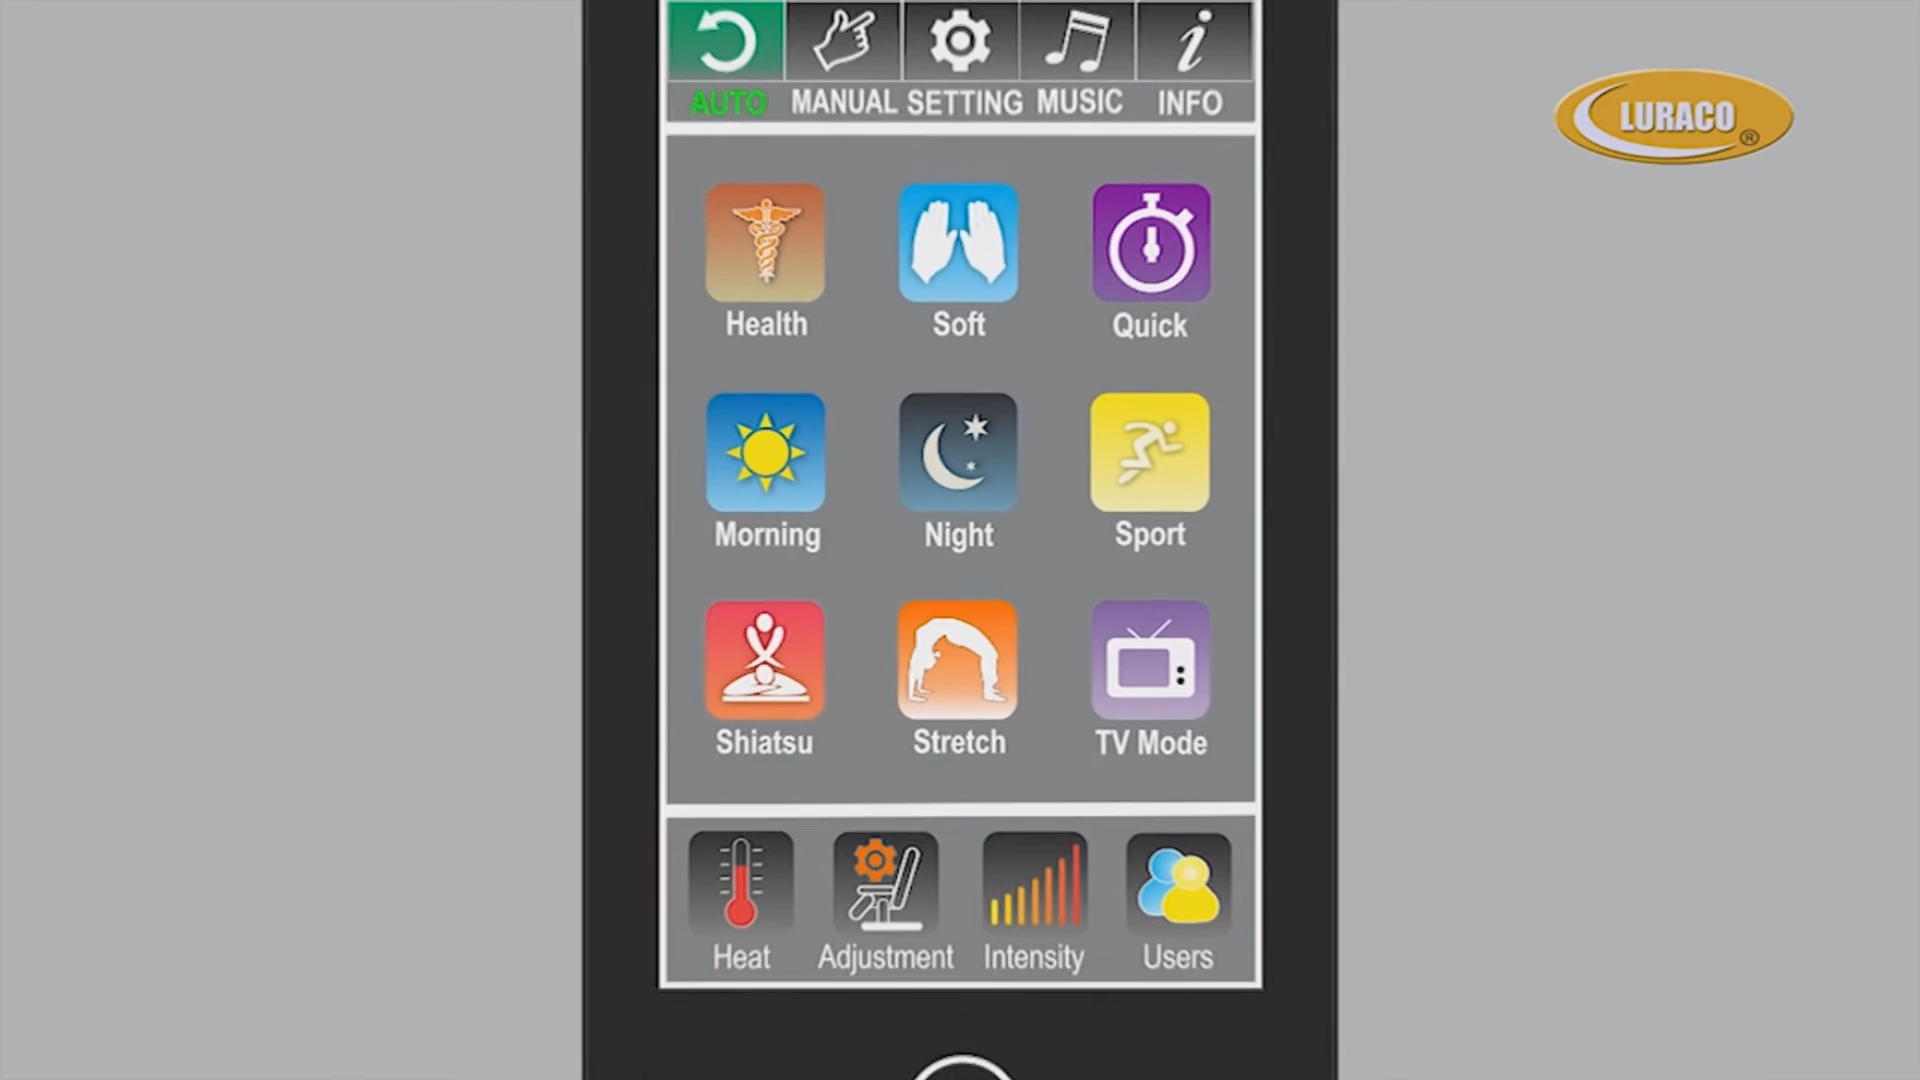 AUTO MANUAL SETTING MUSIC INFO
LURACO ®
Health Soft Quick
Morning Night Sport
Shiatsu Stretch TV Mode
Heat Adjustment Intensity Users